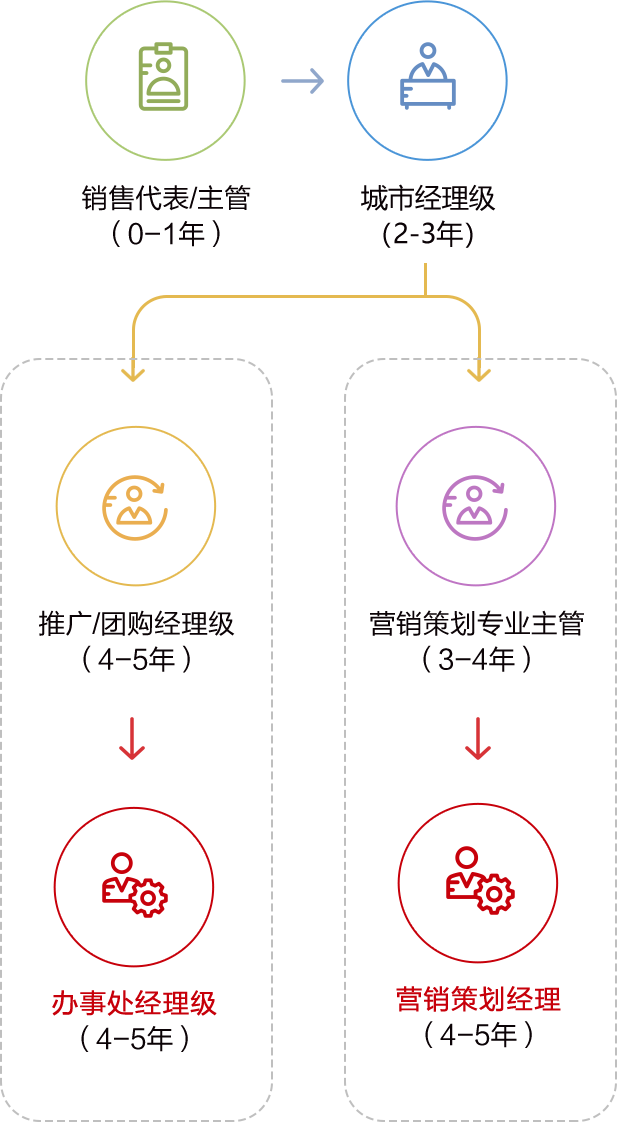 销售代表/主管
（0-1年）
城市经理级
(2-3年)
推广/团购经理级
（4-5年）
营销策划专业主管
（3-4年）
办事处经理级
（4-5年）
营销策划经理
（4-5年）